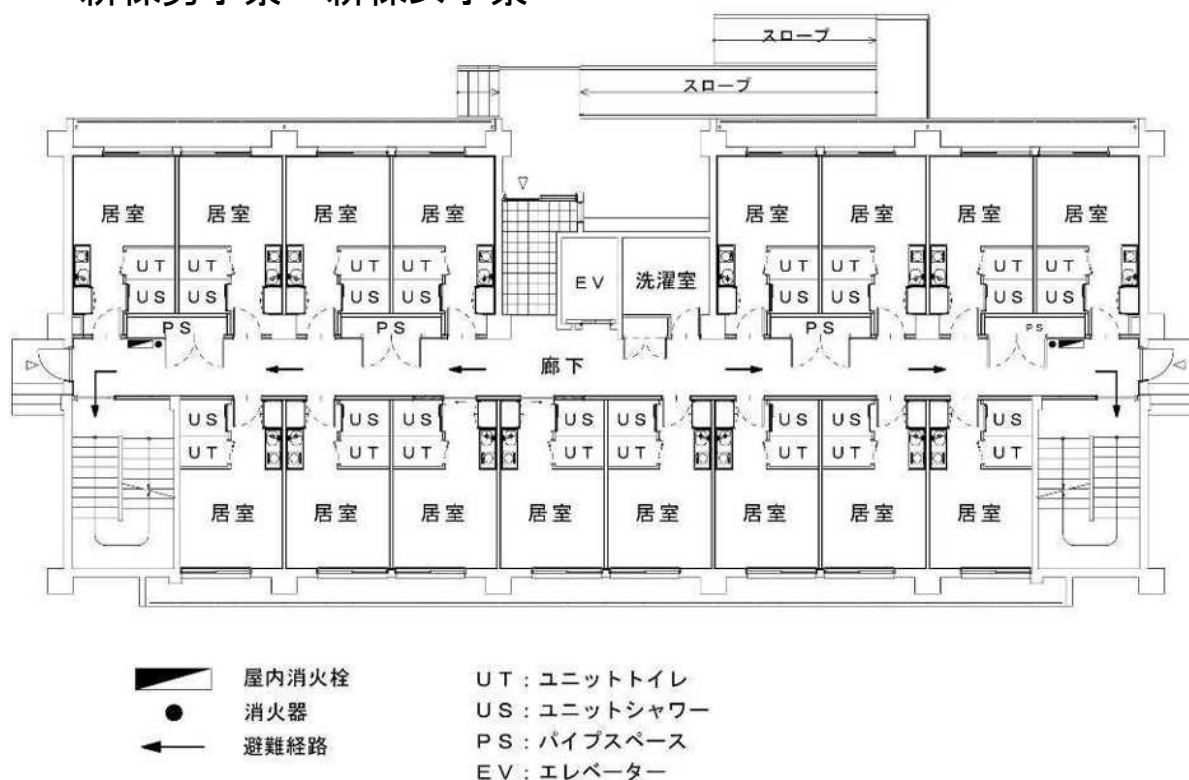 スロープ
スロープ
居室 居室 居室 居室 居室 居室 居室 居室
UT UT UT UT EV 洗濯室 UT UT UT UT
US US US US US US US US
PS PS PS PS
廊下
US US US US US US US US
UT UT UT UT UT UT UT UT
居室 居室 居室 居室 居室 居室 居室 居室
屋内消火栓
消火器
避難経路
UT:ユニットトイレ
US:ユニットシャワー
PS:パイプスペース
EV:エレベーター